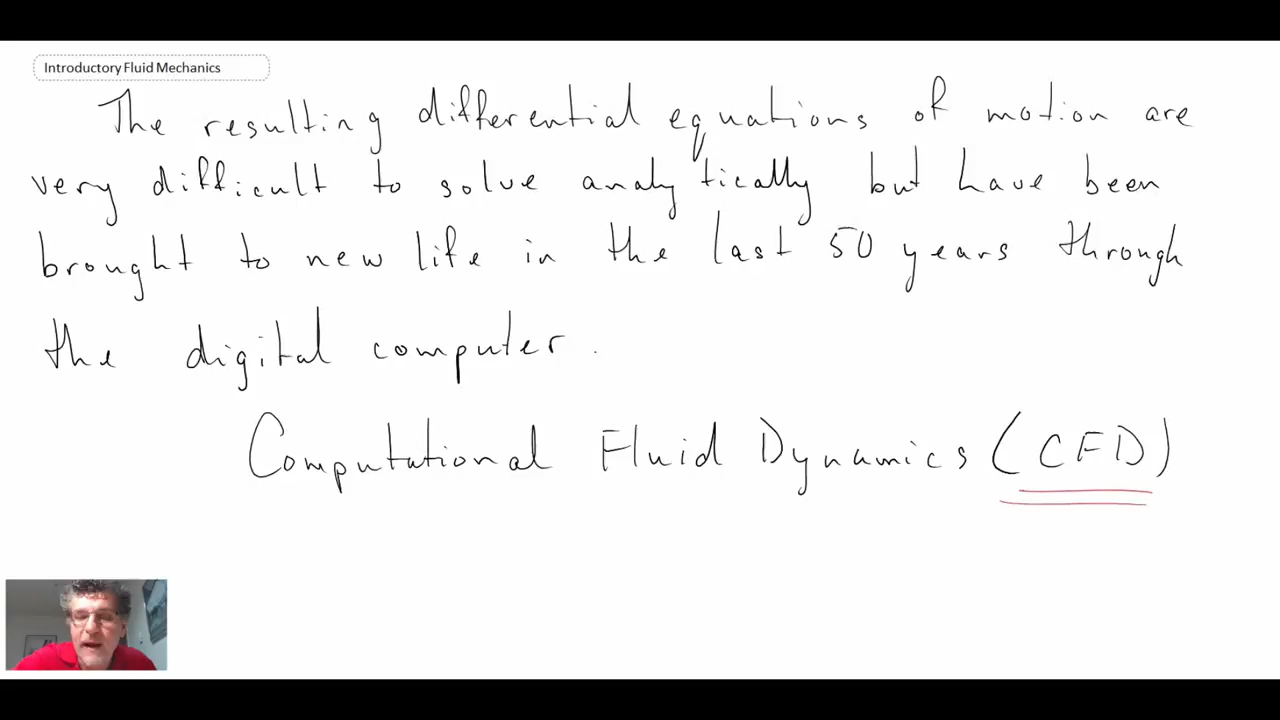 Introductory Fluid Mechanics
The resulting differential equations of motion are
very difficult to solve analytically but have been
brought to new life in the last 50 years through
the digital computer.
Computational Fluid Dynamics (CFD)